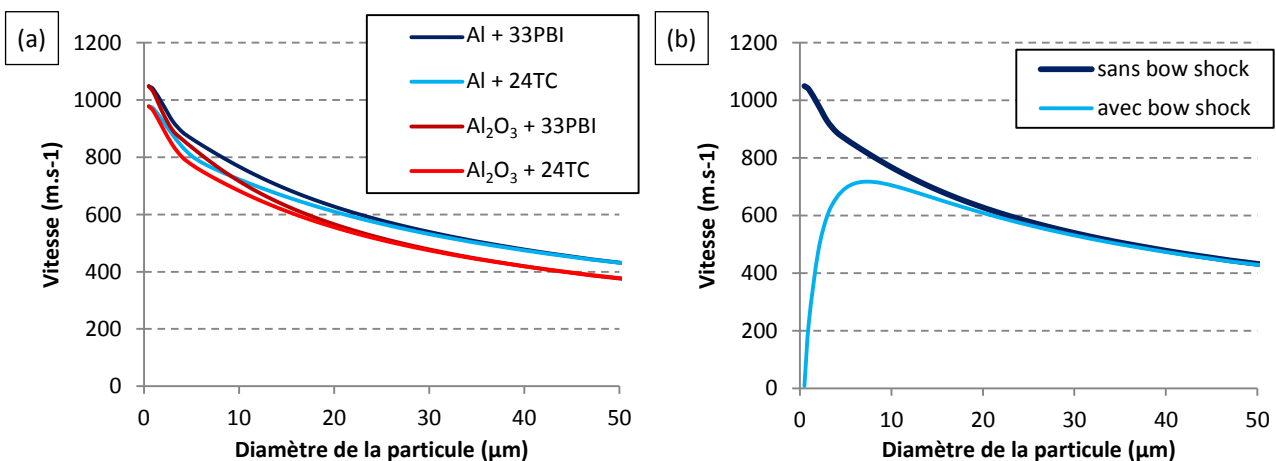 (a)
Vitesse (m.s-1)
1200
1000
800
600
400
200
0
0 10 20 30 40 50
Diamètre de la particule (µm)
Al + 33PBI
Al + 24TC
Al₂O₃ + 33PBI
Al₂O₃ + 24TC
(b)
Vitesse (m.s-1)
1200
1000
800
600
400
200
0
0 10 20 30 40 50
Diamètre de la particule (µm)
sans bow shock
avec bow shock